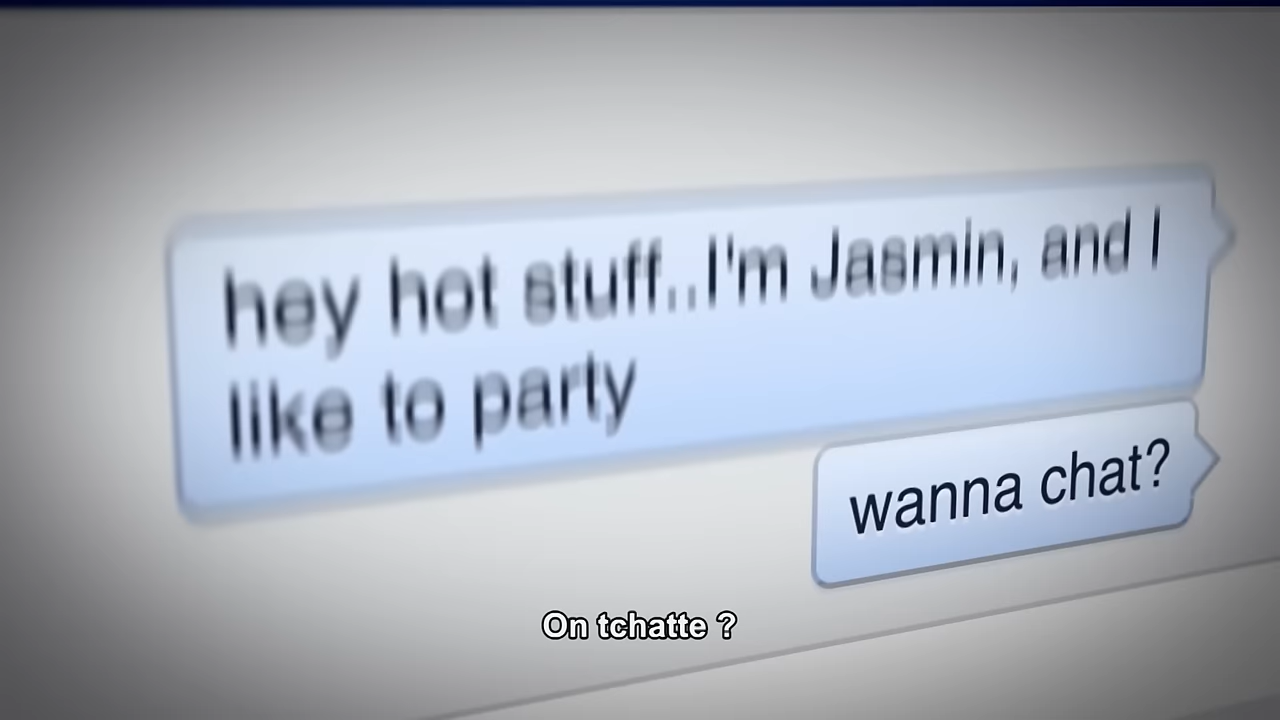 hey hot stuff..I'm Jasmin, and I
like to party
wanna chat?
On tchatte ?